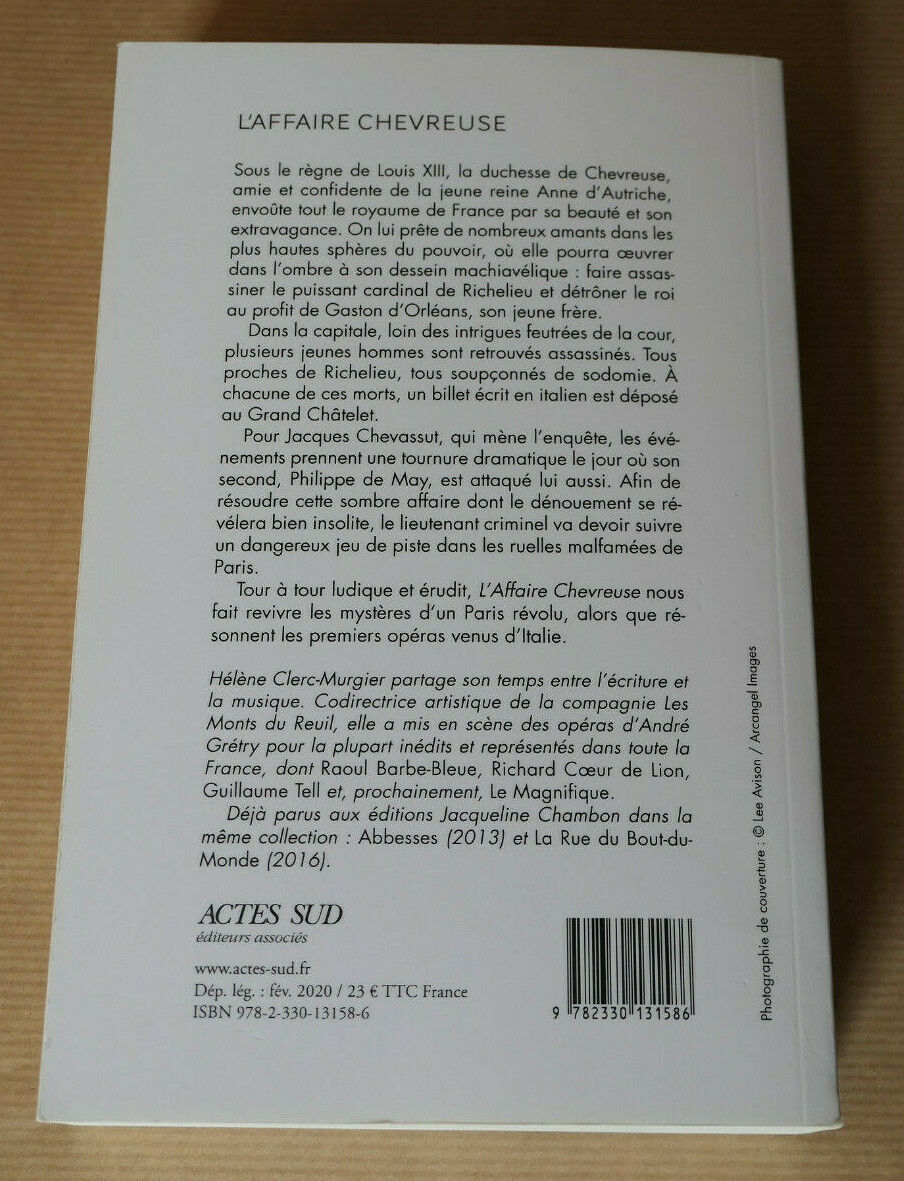 L'AFFAIRE CHEVREUSE
Sous le règne de Louis XIII, la duchesse de Chevreuse,
amie et confidente de la jeune reine Anne d'Autriche,
envoûte tout le royaume de France par sa beauté et son
extravagance. On lui prête de nombreux amants dans les
plus hautes sphères du pouvoir, où elle pourra œuvrer
dans l'ombre à son dessein machiavélique : faire assas-
siner le puissant cardinal de Richelieu et détrôner le roi
au profit de Gaston d'Orléans, son jeune frère.
Dans la capitale, loin des intrigues feutrées de la cour,
plusieurs jeunes hommes sont retrouvés assassinés. Tous
proches de Richelieu, tous soupçonnés de sodomie. À
chacune de ces morts, un billet écrit en italien est déposé
au Grand Châtelet.
Pour Jacques Chevassut, qui mène l'enquête, les évé-
nements prennent une tournure dramatique le jour où son
second, Philippe de May, est attaqué lui aussi. Afin de
résoudre cette sombre affaire dont le dénouement se ré-
vélera bien insolite, le lieutenant criminel va devoir suivre
un dangereux jeu de piste dans les ruelles malfamées de
Paris.
Tour à tour ludique et érudit, L'Affaire Chevreuse nous
fait revivre les mystères d'un Paris révolu, alors que ré-
sonnent les premiers opéras venus d'Italie.
Hélène Clerc-Murgier partage son temps entre l'écriture et
la musique. Codirectrice artistique de la compagnie Les
Monts du Reuil, elle a mis en scène des opéras d'André
Grétry pour la plupart inédits et représentés dans toute la
France, dont Raoul Barbe-Bleue, Richard Cœur de Lion,
Guillaume Tell et, prochainement, Le Magnifique.
Déjà parus aux éditions Jacqueline Chambon dans la
même collection : Abbesses (2013) et La Rue du Bout-du-
Monde (2016).
ACTES SUD
éditeurs associés
www.actes-sud.fr
Dép. lég. : fév. 2020 / 23 € TTC France
ISBN 978-2-330-13158-6
9 782330 131586
Photographie de couverture : © Lee Avison / Arcangel Images